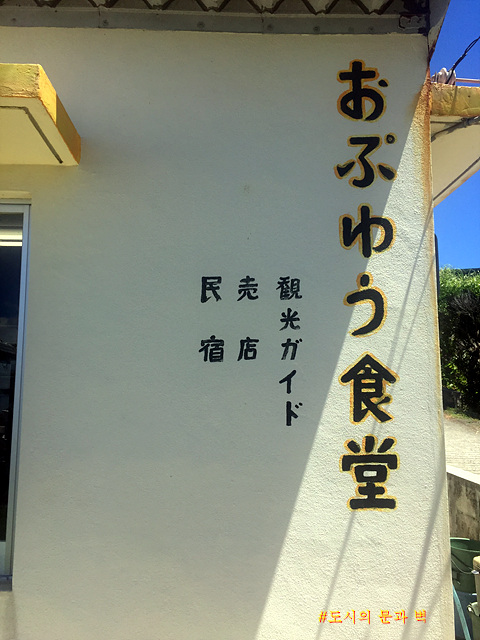 おぷゆう食堂
観光ガイド
売店
民宿
#도시의 문과 벽